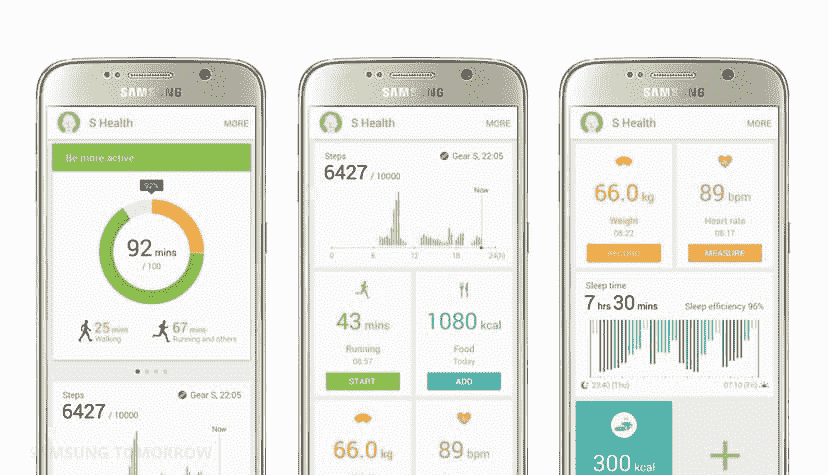 SAMSUNG
S Health
MORE
Be more active
92%
92 mins
/ 100
25 mins
Walking
67 mins
Running and others
Steps
Gear S, 22:05
6427 / 10000
Now
SAMSUNG TOMORROW
SAMSUNG
S Health
MORE
Steps
Gear S, 22:05
6427 / 10000
Now
0 6 12 18 24(h)
43 mins
Running
08:57
START
1080 kcal
Food
Today
ADD
66.0 kg
89 bpm
SAMSUNG
S Health
MORE
66.0 kg
Weight
08:22
RECORD
89 bpm
Heart rate
08:17
MEASURE
Sleep time
7 hrs 30 mins
Sleep efficiency 96%
23:40 (Thu)
07:10 (Fri)
300 kcal